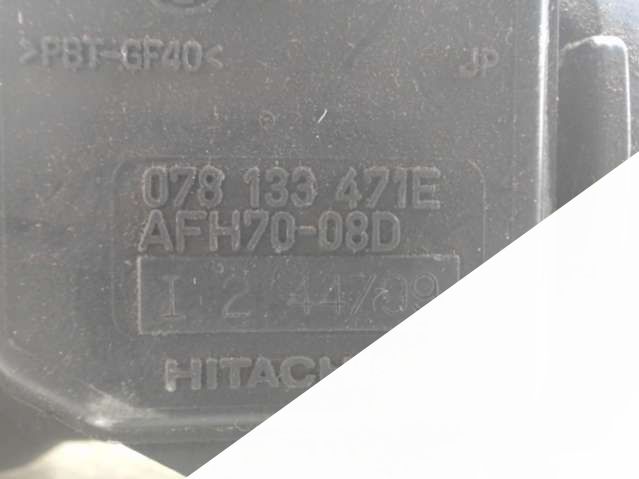 >PBT-GF40<
JP
078 133 471E
AFH70-08D
I 2 44709
HITACH